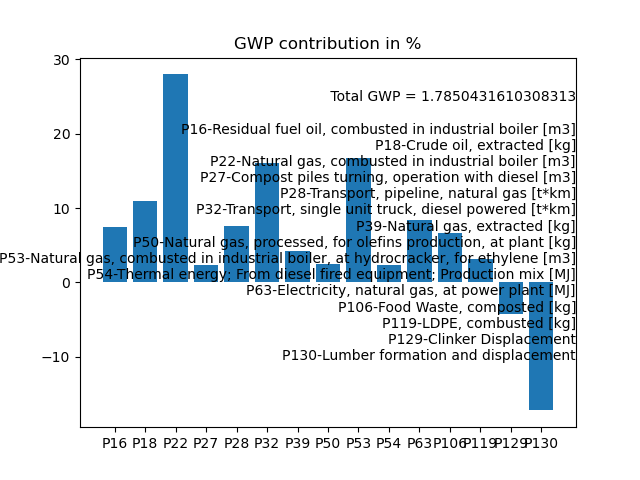 GWP contribution in %
30
20
10
0
−10
Total GWP = 1.7850431610308313
P16-Residual fuel oil, combusted in industrial boiler [m3]
P18-Crude oil, extracted [kg]
P22-Natural gas, combusted in industrial boiler [m3]
P27-Compost piles turning, operation with diesel [m3]
P28-Transport, pipeline, natural gas [t*km]
P32-Transport, single unit truck, diesel powered [t*km]
P39-Natural gas, extracted [kg]
P50-Natural gas, processed, for olefins production, at plant [kg]
P53-Natural gas, combusted in industrial boiler, at hydrocracker, for ethylene [m3]
P54-Thermal energy; From diesel fired equipment; Production mix [MJ]
P63-Electricity, natural gas, at power plant [MJ]
P106-Food Waste, composted [kg]
P119-LDPE, combusted [kg]
P129-Clinker Displacement
P130-Lumber formation and displacement
P16 P18 P22 P27 P28 P32 P39 P50 P53 P54 P63 P106 P119 P129 P130